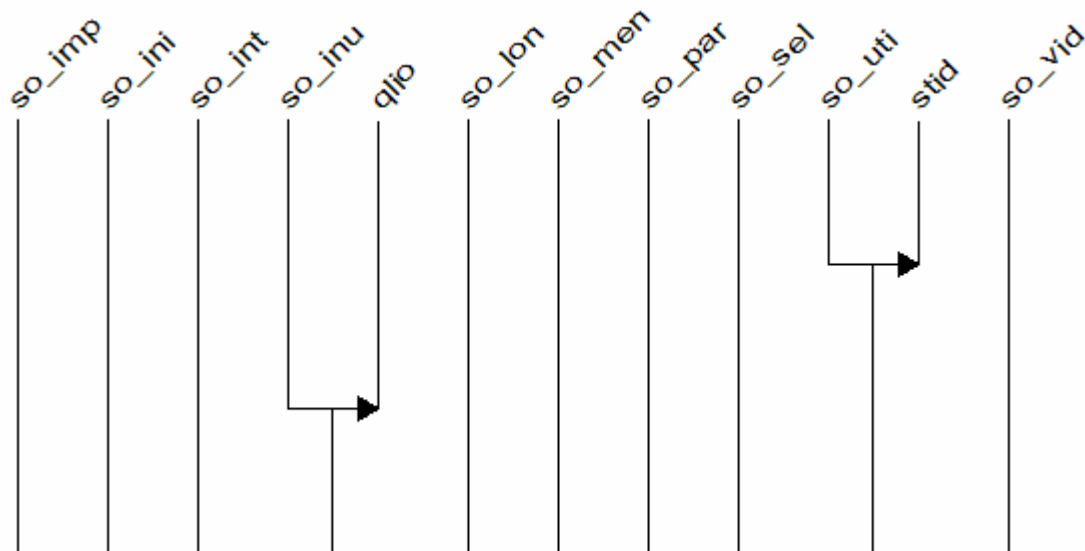 so_imp
so_ini
so_int
so_inu
qlio
so_lon
so_men
so_par
so_sel
so_uti
stid
so_vid